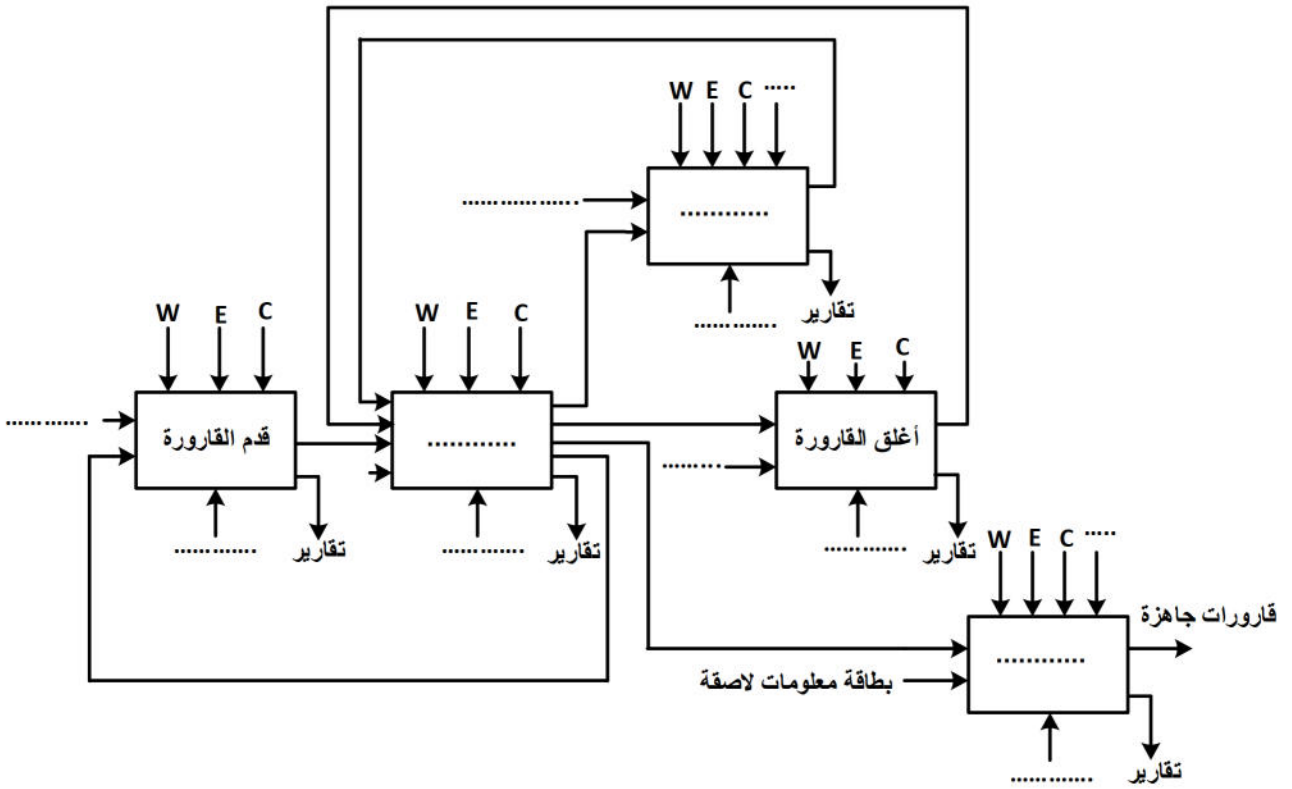 W E C .....
..................
............
.............
تقارير
W E C
.............
قدم القارورة
.............
تقارير
W E C
............
.............
تقارير
W E C
أغلق القارورة
.........
.............
تقارير
W E C .....
............
قارورات جاهزة
بطاقة معلومات لاصقة
.............
تقارير